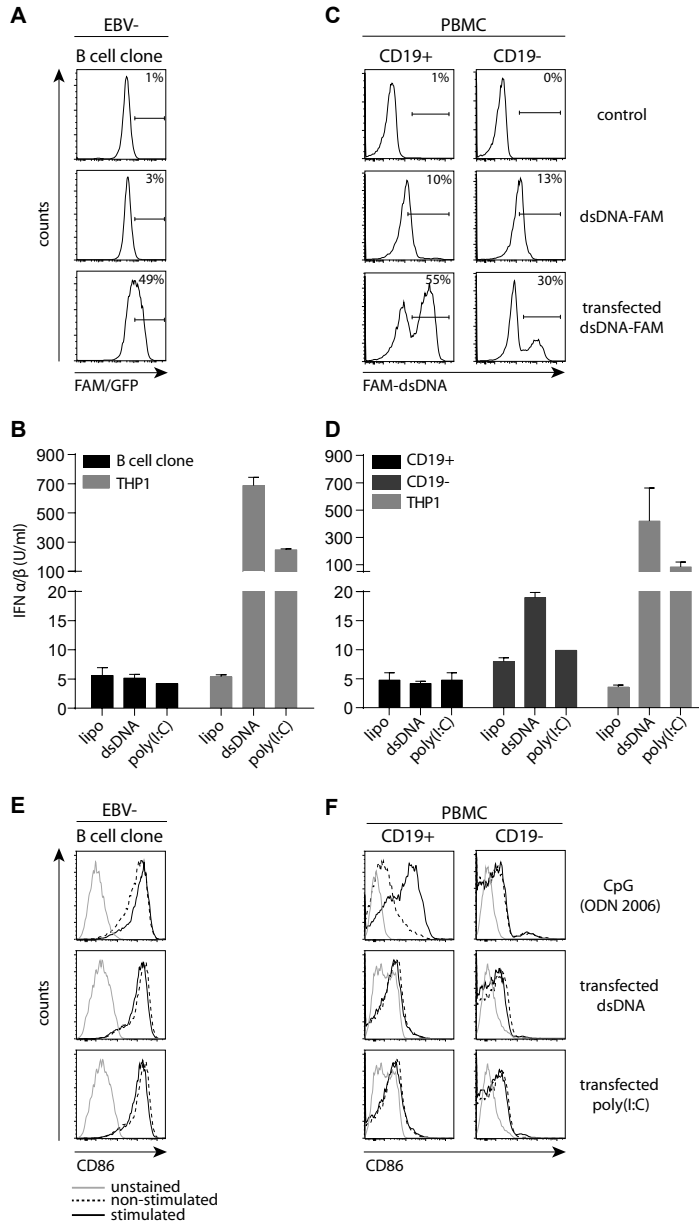 A
EBV-
B cell clone
1%
3%
49%
counts
FAM/GFP
C
PBMC
CD19+ CD19-
1% 0%
control
10% 13%
dsDNA-FAM
55% 30%
transfected
dsDNA-FAM
FAM-dsDNA
B
900
700
500
300
100
20
15
10
5
0
IFN α/β (U/ml)
B cell clone
THP1
lipo dsDNA poly(I:C) lipo dsDNA poly(I:C)
D
900
700
500
300
100
20
15
10
5
0
CD19+
CD19-
THP1
lipo dsDNA poly(I:C) lipo dsDNA poly(I:C) lipo dsDNA poly(I:C)
E
EBV-
B cell clone
counts
CD86
unstained
non-stimulated
stimulated
F
PBMC
CD19+ CD19-
CpG
(ODN 2006)
transfected
dsDNA
transfected
poly(I:C)
CD86